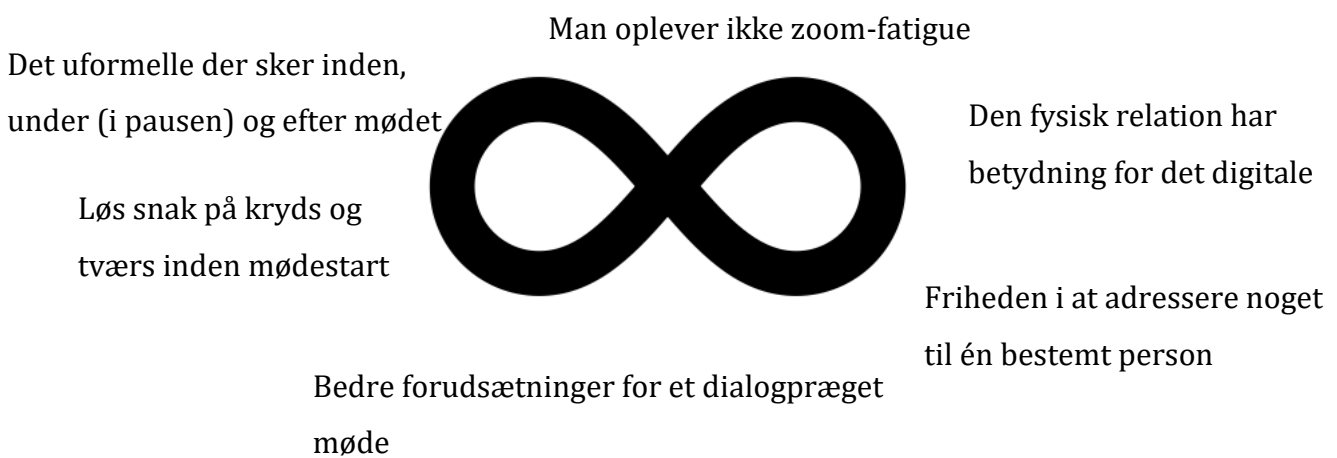 Man oplever ikke zoom-fatigue
Det uformelle der sker inden,
under (i pausen) og efter mødet
Den fysisk relation har
betydning for det digitale
Løs snak på kryds og
tværs inden mødestart
Friheden i at adressere noget
til én bestemt person
Bedre forudsætninger for et dialogpræget
møde